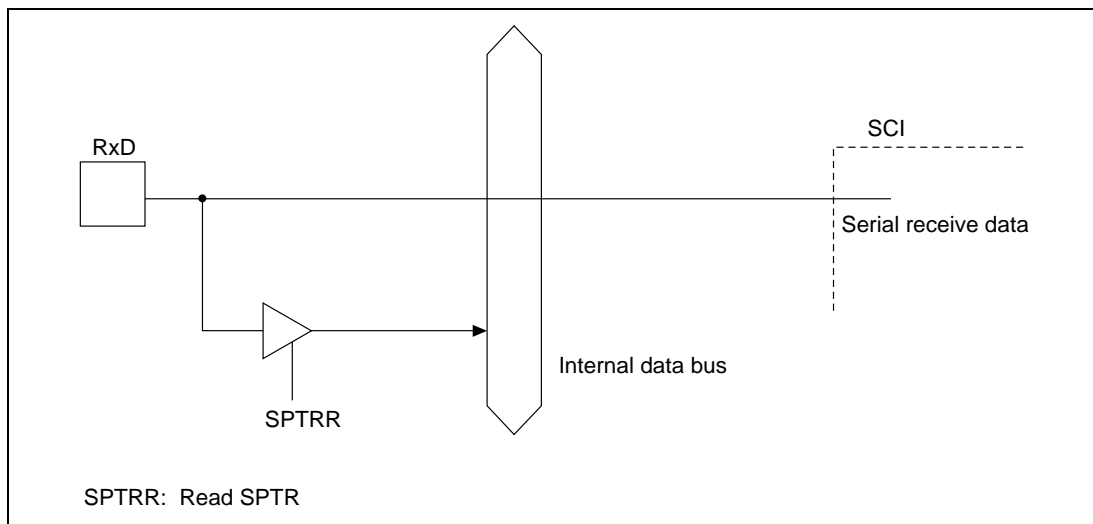 SCI
RxD
Serial receive data
Internal data bus
SPTRR
SPTRR: Read SPTR